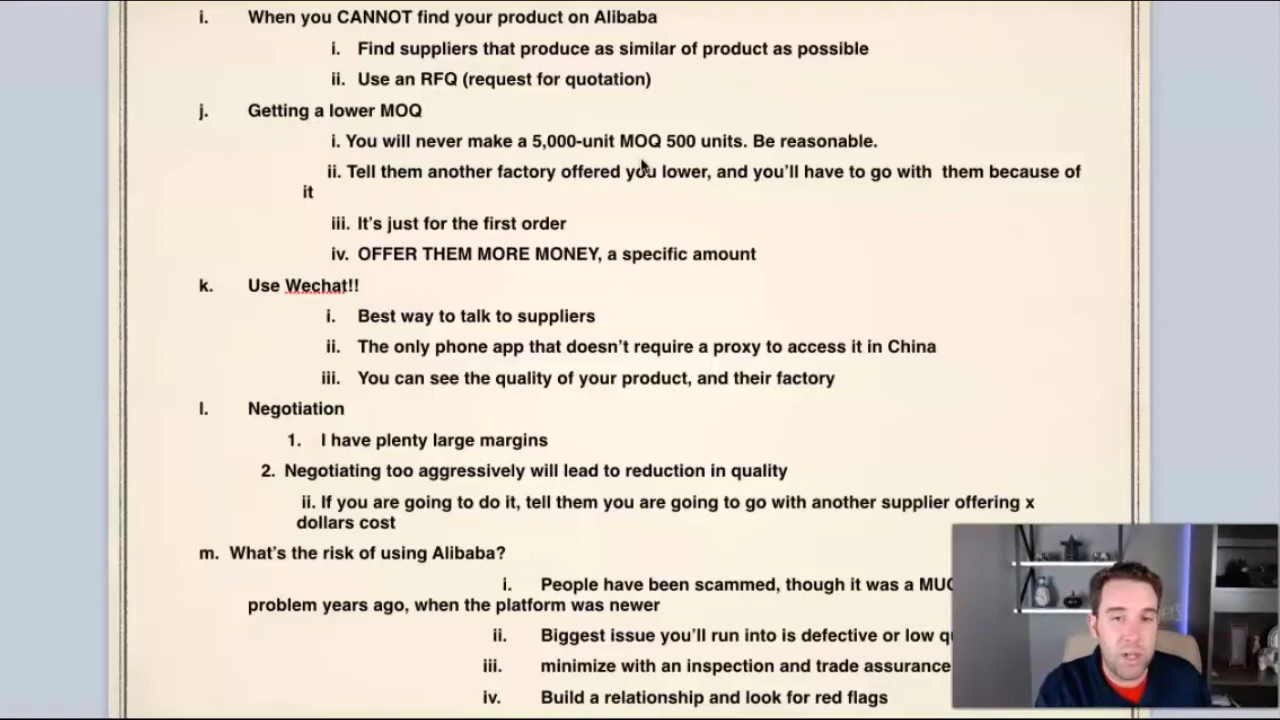 i. When you CANNOT find your product on Alibaba
i. Find suppliers that produce as similar of product as possible
ii. Use an RFQ (request for quotation)
j. Getting a lower MOQ
i. You will never make a 5,000-unit MOQ 500 units. Be reasonable.
ii. Tell them another factory offered you lower, and you'll have to go with them because of
it
iii. It's just for the first order
iv. OFFER THEM MORE MONEY, a specific amount
k. Use Wechat!!
i. Best way to talk to suppliers
ii. The only phone app that doesn't require a proxy to access it in China
iii. You can see the quality of your product, and their factory
l. Negotiation
1. I have plenty large margins
2. Negotiating too aggressively will lead to reduction in quality
ii. If you are going to do it, tell them you are going to go with another supplier offering x
dollars cost
m. What's the risk of using Alibaba?
i. People have been scammed, though it was a
problem years ago, when the platform was newer
ii. Biggest issue you'll run into is defective or low
iii. minimize with an inspection and trade assurance
iv. Build a relationship and look for red flags